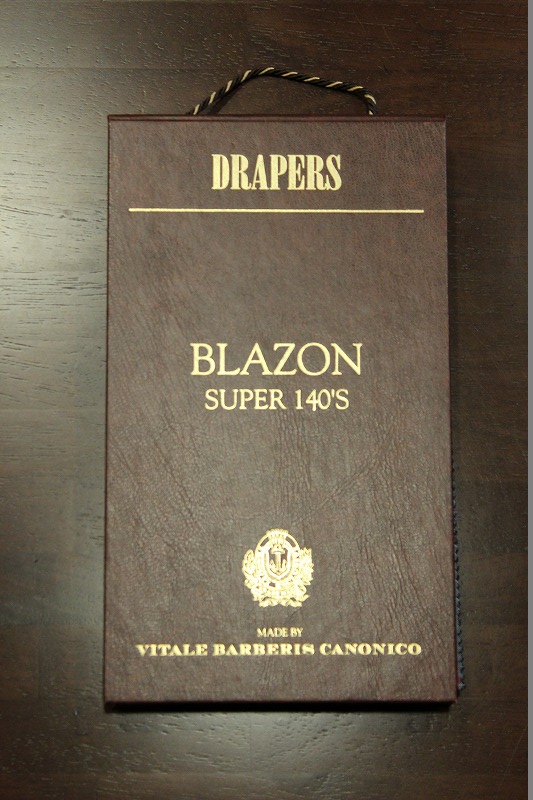 DRAPERS
BLAZON
SUPER 140'S
MADE BY
VITALE BARBERIS CANONICO